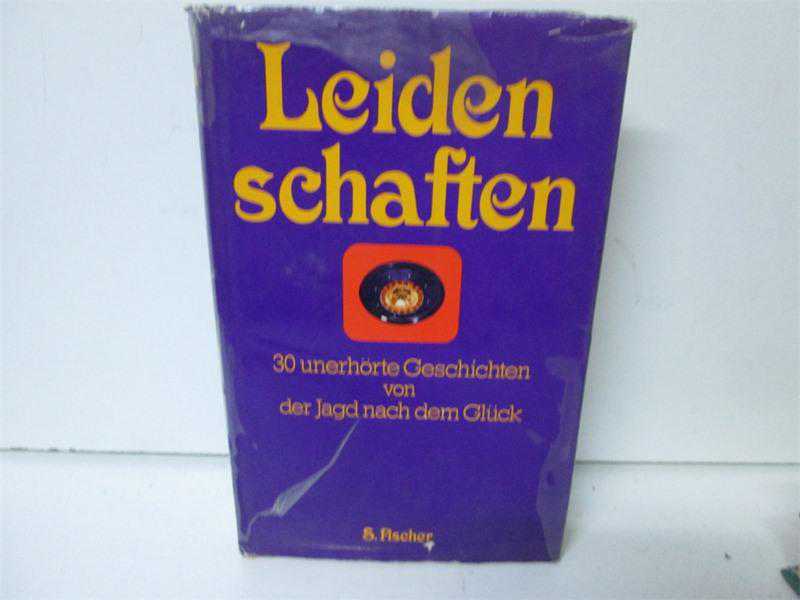 Leiden
schaften
30 unerhörte Geschichten
von
der Jagd nach dem Glück
S. Fischer